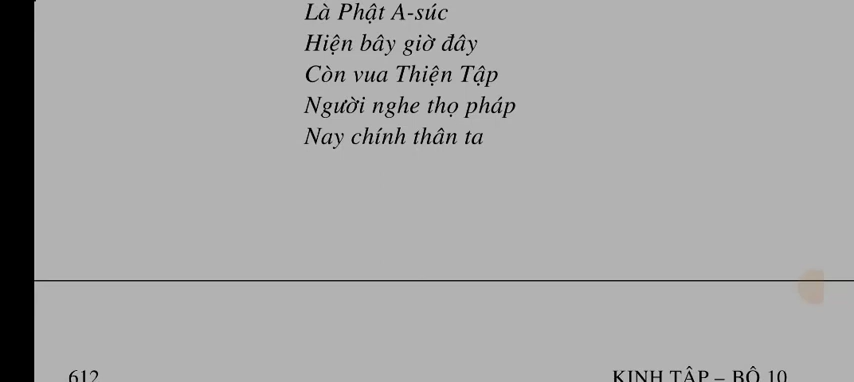 Là Phật A-súc
Hiện bây giờ đây
Còn vua Thiện Tập
Người nghe thọ pháp
Nay chính thân ta
612 KINH TẬP – BỘ 10